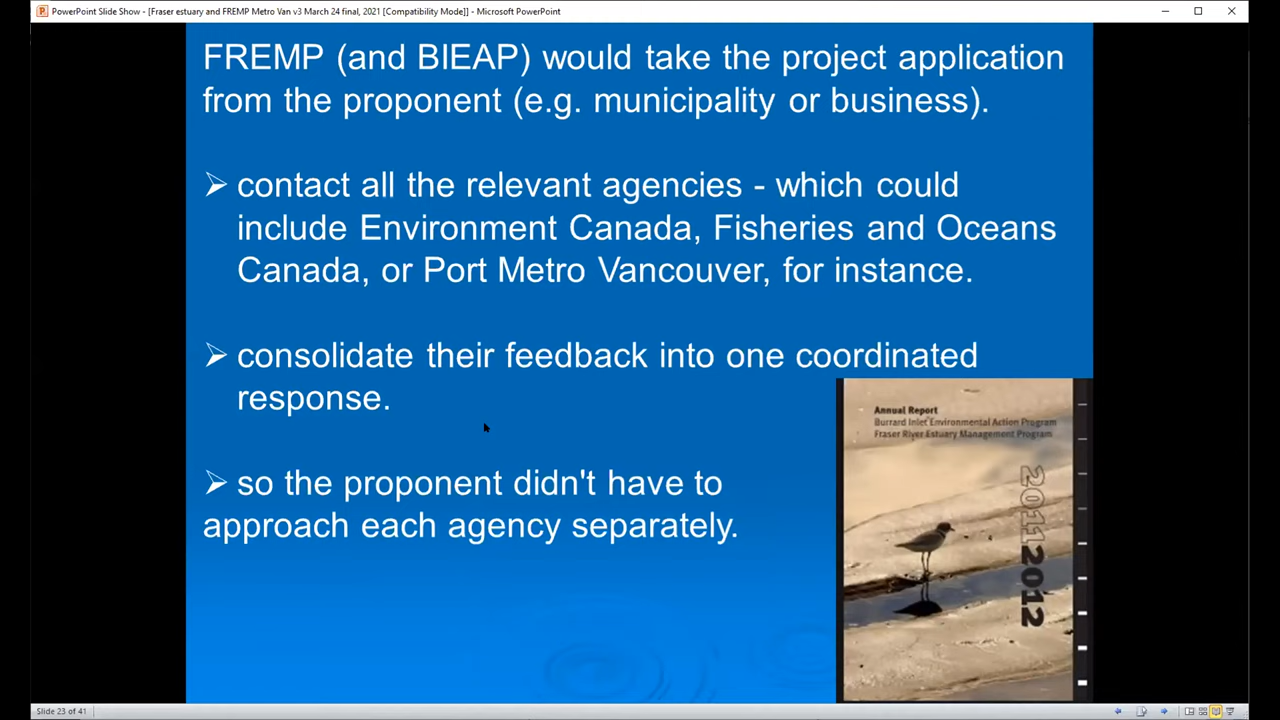 PowerPoint Slide Show - [Fraser estuary and FREMP Metro Van v3 March 24 final, 2021 [Compatibility Mode]] - Microsoft PowerPoint
FREMP (and BIEAP) would take the project application
from the proponent (e.g. municipality or business).
➢ contact all the relevant agencies - which could
include Environment Canada, Fisheries and Oceans
Canada, or Port Metro Vancouver, for instance.
➢ consolidate their feedback into one coordinated
response.
➢ so the proponent didn't have to
approach each agency separately.
Annual Report
Burrard Inlet Environmental Action Program
Fraser River Estuary Management Program
20112012
Slide 23 of 41